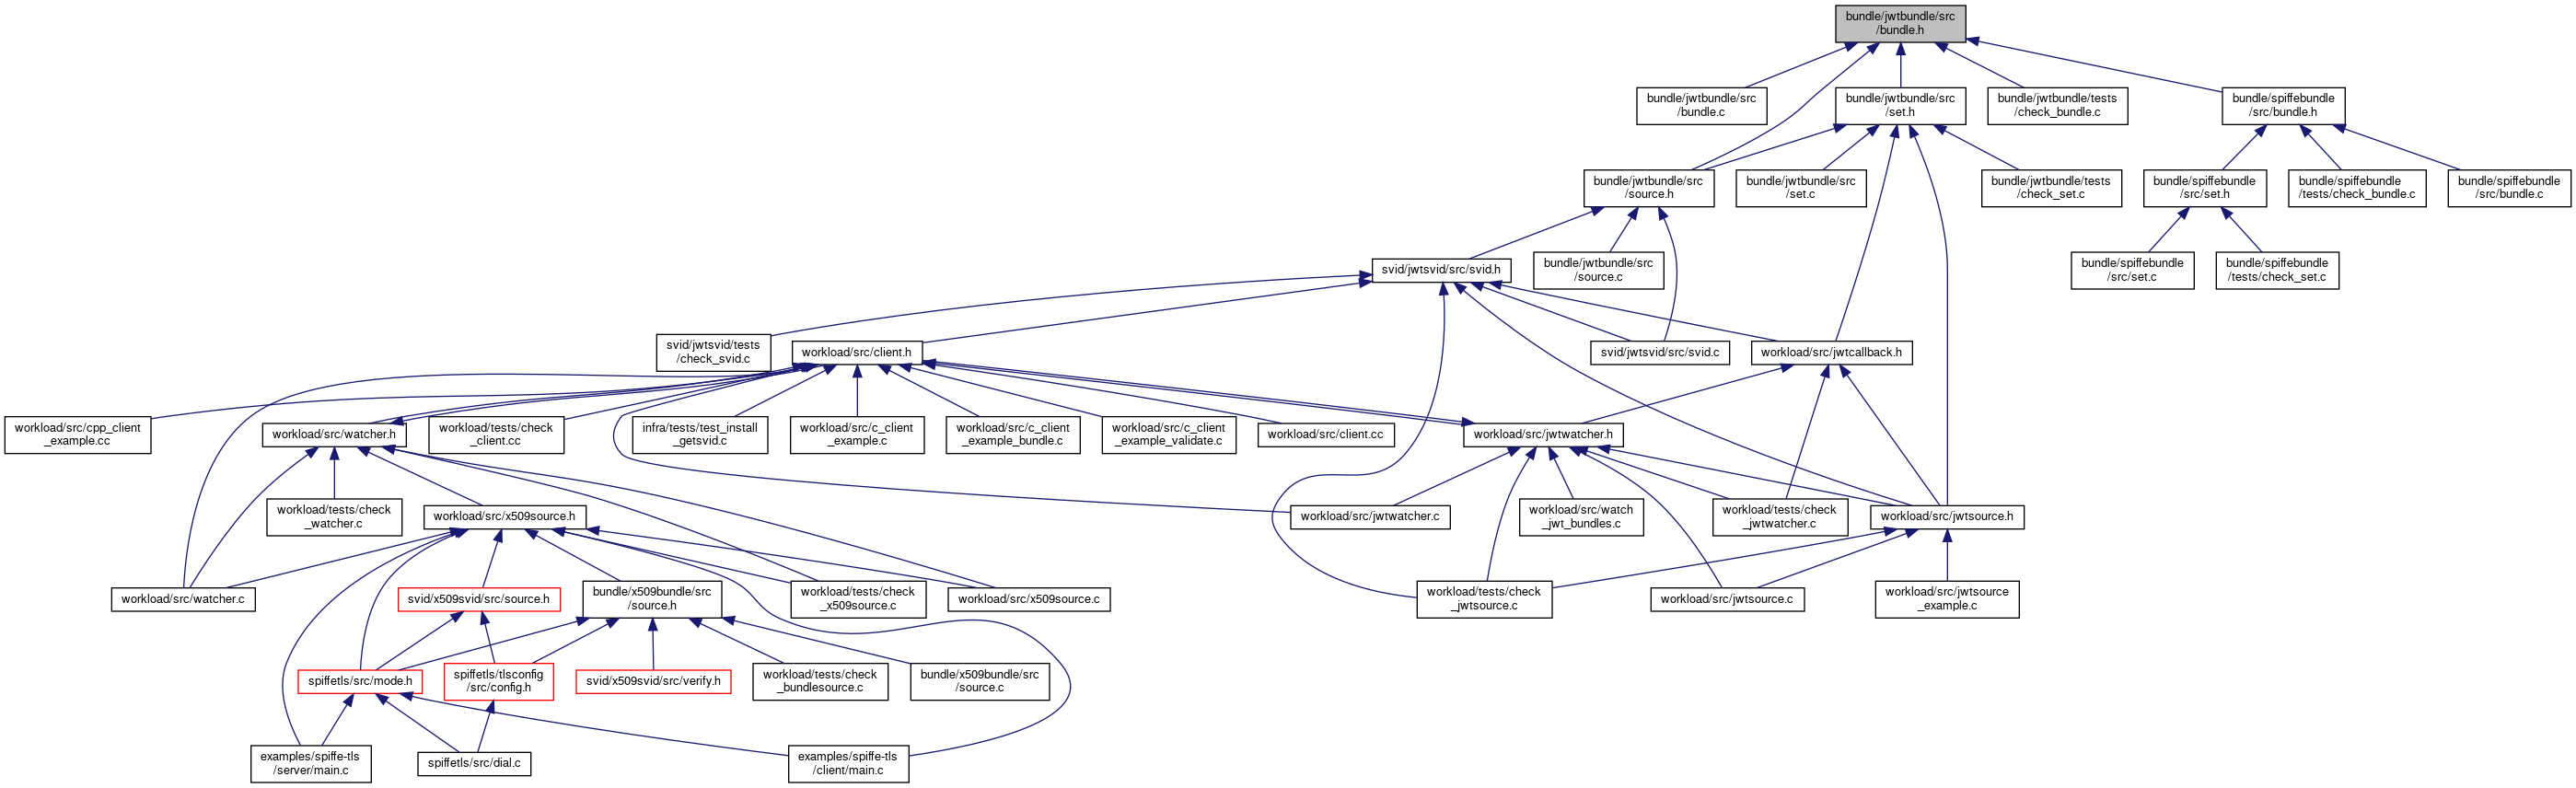 bundle/jwtbundle/src
/bundle.h
bundle/jwtbundle/src
/bundle.c
bundle/jwtbundle/src
/set.h
bundle/jwtbundle/tests
/check_bundle.c
bundle/spiffebundle
/src/bundle.h
bundle/jwtbundle/src
/source.h
bundle/jwtbundle/src
/set.c
bundle/jwtbundle/tests
/check_set.c
bundle/spiffebundle
/src/set.h
bundle/spiffebundle
/tests/check_bundle.c
bundle/spiffebundle
/src/bundle.c
svid/jwtsvid/src/svid.h
bundle/jwtbundle/src
/source.c
bundle/spiffebundle
/src/set.c
bundle/spiffebundle
/tests/check_set.c
svid/jwtsvid/tests
/check_svid.c
workload/src/client.h
svid/jwtsvid/src/svid.c
workload/src/jwtcallback.h
workload/src/cpp_client
_example.cc
workload/src/watcher.h
workload/tests/check
_client.cc
infra/tests/test_install
_getsvid.c
workload/src/c_client
_example.c
workload/src/c_client
_example_bundle.c
workload/src/c_client
_example_validate.c
workload/src/client.cc
workload/src/jwtwatcher.h
workload/tests/check
_watcher.c
workload/src/x509source.h
workload/src/jwtwatcher.c
workload/src/watch
_jwt_bundles.c
workload/tests/check
_jwtwatcher.c
workload/src/jwtsource.h
workload/src/watcher.c
svid/x509svid/src/source.h
bundle/x509bundle/src
/source.h
workload/tests/check
_x509source.c
workload/src/x509source.c
workload/tests/check
_jwtsource.c
workload/src/jwtsource.c
workload/src/jwtsource
_example.c
spiffetls/src/mode.h
spiffetls/tlsconfig
/src/config.h
svid/x509svid/src/verify.h
workload/tests/check
_bundlesource.c
bundle/x509bundle/src
/source.c
examples/spiffe-tls
/server/main.c
spiffetls/src/dial.c
examples/spiffe-tls
/client/main.c